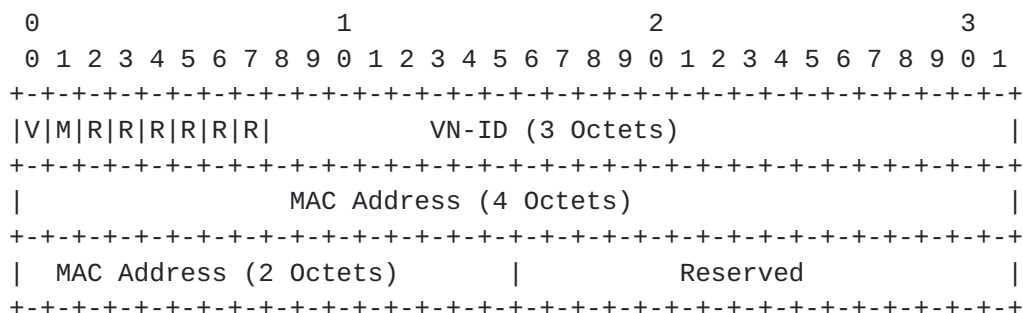 0                   1                   2                   3
 0 1 2 3 4 5 6 7 8 9 0 1 2 3 4 5 6 7 8 9 0 1 2 3 4 5 6 7 8 9 0 1
+-+-+-+-+-+-+-+-+-+-+-+-+-+-+-+-+-+-+-+-+-+-+-+-+-+-+-+-+-+-+-+-+
|V|M|R|R|R|R|R|R|          VN-ID (3 Octets)                     |
+-+-+-+-+-+-+-+-+-+-+-+-+-+-+-+-+-+-+-+-+-+-+-+-+-+-+-+-+-+-+-+-+
|                 MAC Address (4 Octets)                        |
+-+-+-+-+-+-+-+-+-+-+-+-+-+-+-+-+-+-+-+-+-+-+-+-+-+-+-+-+-+-+-+-+
|  MAC Address (2 Octets)       |          Reserved             |
+-+-+-+-+-+-+-+-+-+-+-+-+-+-+-+-+-+-+-+-+-+-+-+-+-+-+-+-+-+-+-+-+